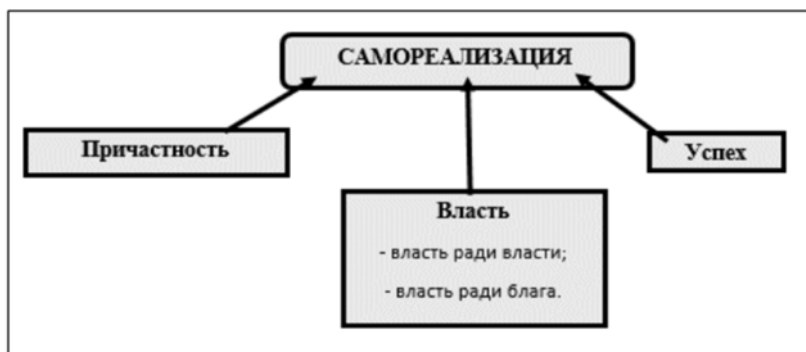 САМОРЕАЛИЗАЦИЯ
Причастность
Успех
Власть
- власть ради власти;
- власть ради блага.